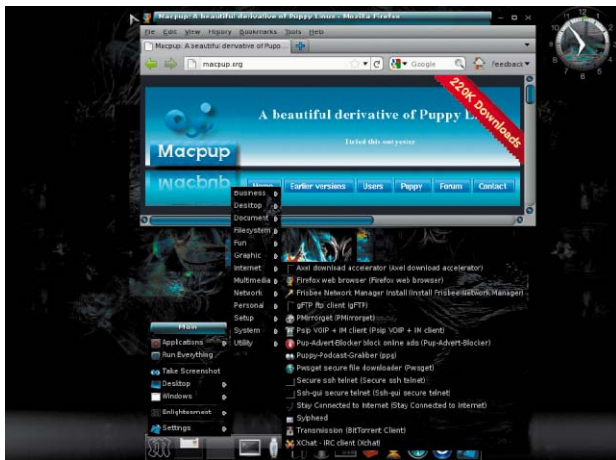 Macpup: A beautiful derivative of Puppy Linux - Mozilla Firefox
File Edit View History Bookmarks Tools Help
Macpup: A beautiful derivative of Pupp...
macpup.org
Google
Feedback
220K Downloads
A beautiful derivative of Puppy L
Macpup
Home
Earlier versions
Users
Puppy
Forum
Contact
Business
Desktop
Document
Filesystem
Fun
Graphic
Internet
Multimedia
Network
Personal
Setup
System
Utility
Axel download accelerator (Axel download accelerator)
Firefox web browser (Firefox web browser)
Frisbee Network Manager Install (Install Frisbee Network Manager)
gFTP ftp client (gFTP)
PMirrorget (PMirrorget)
Psip VOIP + IM client (Psip VOIP + IM client)
Pup-Advert-Blocker block online ads (Pup-Advert-Blocker)
Puppy-Podcast-Grabber (ppg)
Pwsget secure file downloader (Pwsget)
Secure ssh telnet (Secure ssh telnet)
Ssh-gui secure telnet (Ssh-gui secure telnet)
Stay Connected to Internet (Stay Connected to Internet)
Sylpheed
Transmission (BitTorrent Client)
XChat - IRC client (Xchat)
Main
Applications
Run Everything
Take Screenshot
Desktop
Windows
Enlightenment
Settings